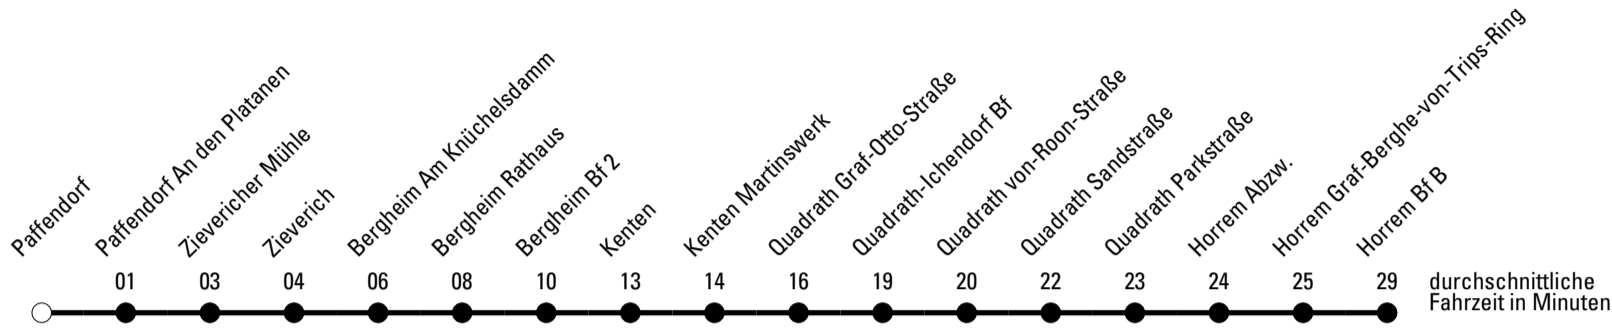 Paffendorf
Paffendorf An den Platanen
Zievericher Mühle
Zieverich
Bergheim Am Knüchelsdamm
Bergheim Rathaus
Bergheim Bf 2
Kenten
Kenten Martinswerk
Quadrath Graf-Otto-Straße
Quadrath-Ichendorf Bf
Quadrath von-Roon-Straße
Quadrath Sandstraße
Quadrath Parkstraße
Horrem Abzw.
Horrem Graf-Berghe-von-Trips-Ring
Horrem Bf B
01 03 04 06 08 10 13 14 16 19 20 22 23 24 25 29
durchschnittliche
Fahrzeit in Minuten